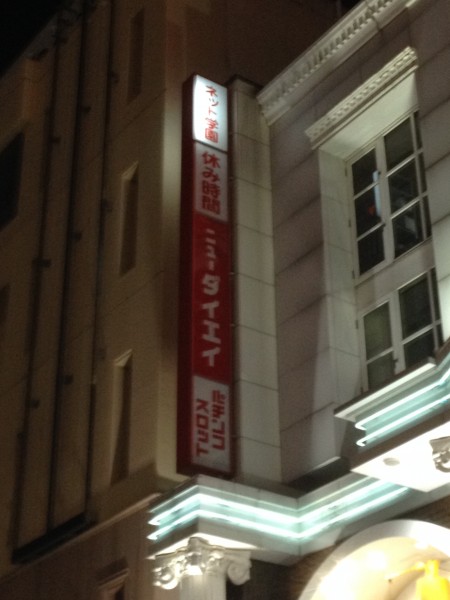 ネット学園
休み時間
ニューダイエイ
パチンコ
スロット